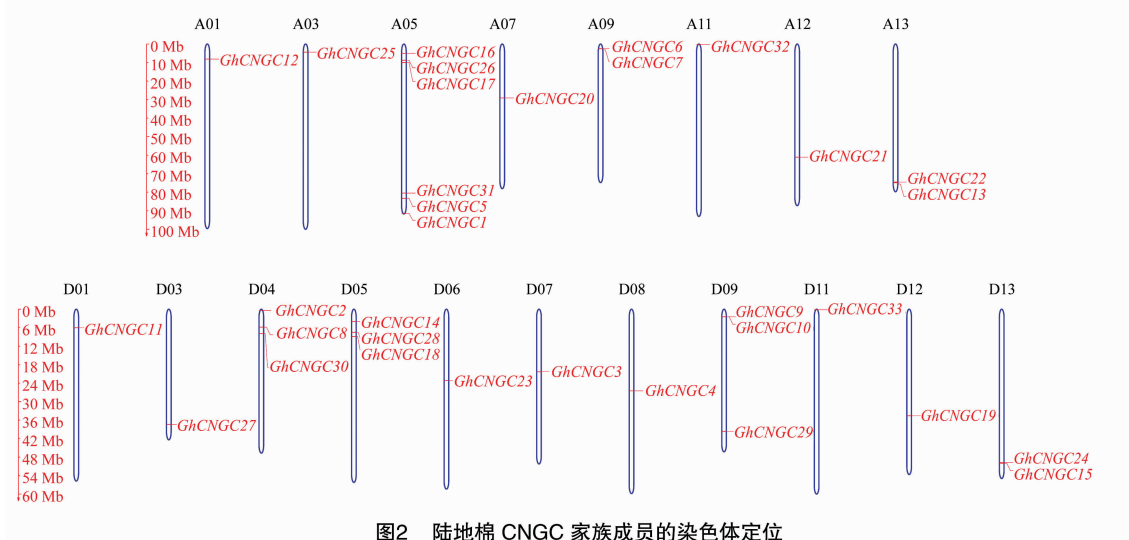 A01 A03 A05 A07 A09 A11 A12 A13
0 Mb
10 Mb
20 Mb
30 Mb
40 Mb
50 Mb
60 Mb
70 Mb
80 Mb
90 Mb
100 Mb
GhCNGC12
GhCNGC25
GhCNGC16
GhCNGC26
GhCNGC17
GhCNGC31
GhCNGC5
GhCNGC1
GhCNGC20
GhCNGC6
GhCNGC7
GhCNGC32
GhCNGC21
GhCNGC22
GhCNGC13
D01 D03 D04 D05 D06 D07 D08 D09 D11 D12 D13
0 Mb
6 Mb
12 Mb
18 Mb
24 Mb
30 Mb
36 Mb
42 Mb
48 Mb
54 Mb
60 Mb
GhCNGC11
GhCNGC27
GhCNGC2
GhCNGC8
GhCNGC30
GhCNGC14
GhCNGC28
GhCNGC18
GhCNGC23
GhCNGC3
GhCNGC4
GhCNGC9
GhCNGC10
GhCNGC29
GhCNGC33
GhCNGC19
GhCNGC24
GhCNGC15
图2 陆地棉 CNGC 家族成员的染色体定位